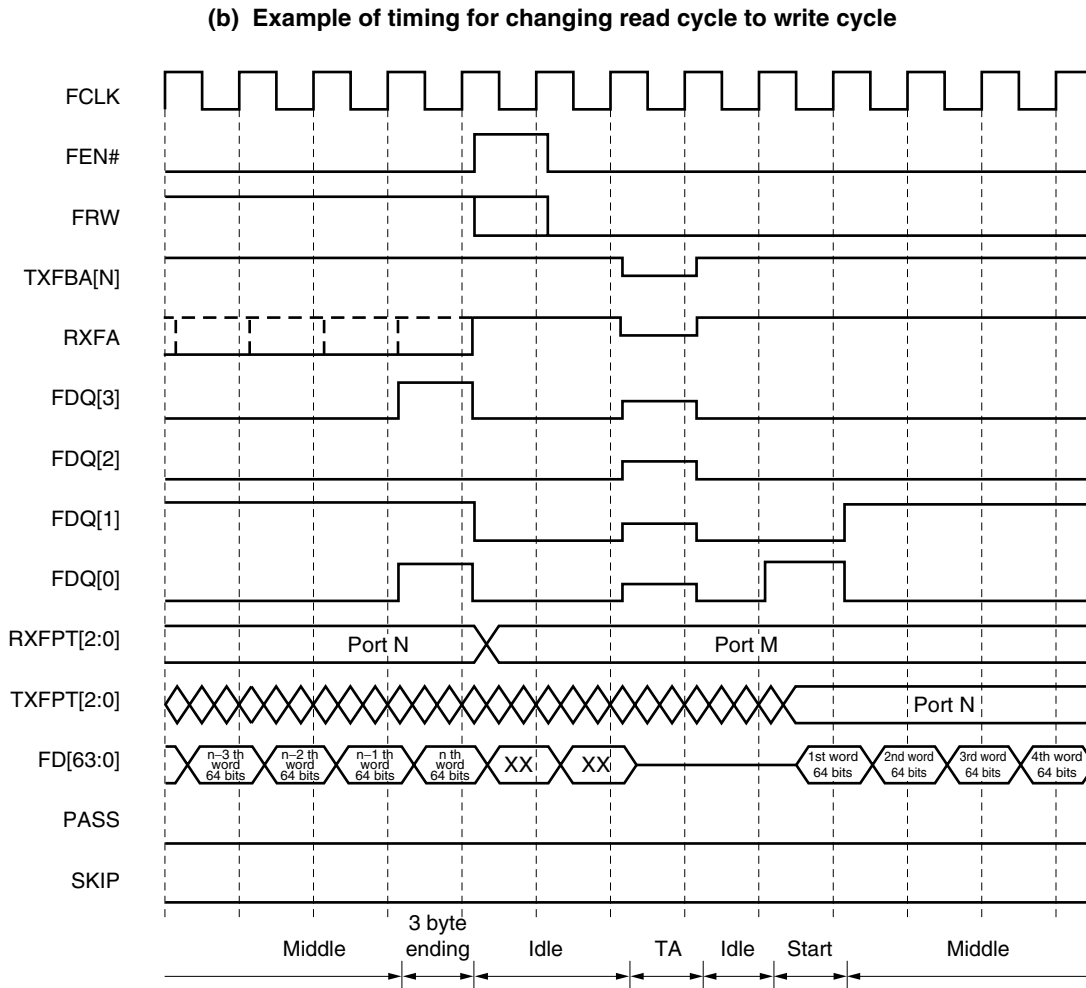 (b) Example of timing for changing read cycle to write cycle
FCLK
FEN#
FRW
TXFBA[N]
RXFA
FDQ[3]
FDQ[2]
FDQ[1]
FDQ[0]
RXFPT[2:0] Port N Port M
TXFPT[2:0] Port N
FD[63:0]
n–3 th word 64 bits
n–2 th word 64 bits
n–1 th word 64 bits
n th word 64 bits
XX
XX
1st word 64 bits
2nd word 64 bits
3rd word 64 bits
4th word 64 bits
PASS
SKIP
Middle
3 byte ending
Idle
TA
Idle
Start
Middle